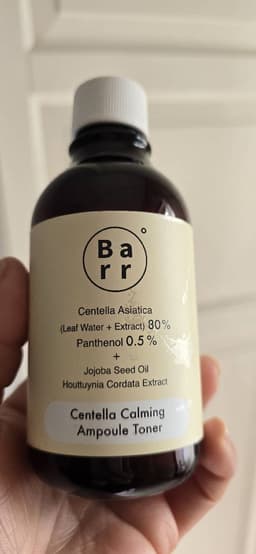 Ba
rr°
Centella Asiatica
(Leaf Water + Extract) 80%
Panthenol 0.5%
+
Jojoba Seed Oil
Houttuynia Cordata Extract
Centella Calming
Ampoule Toner